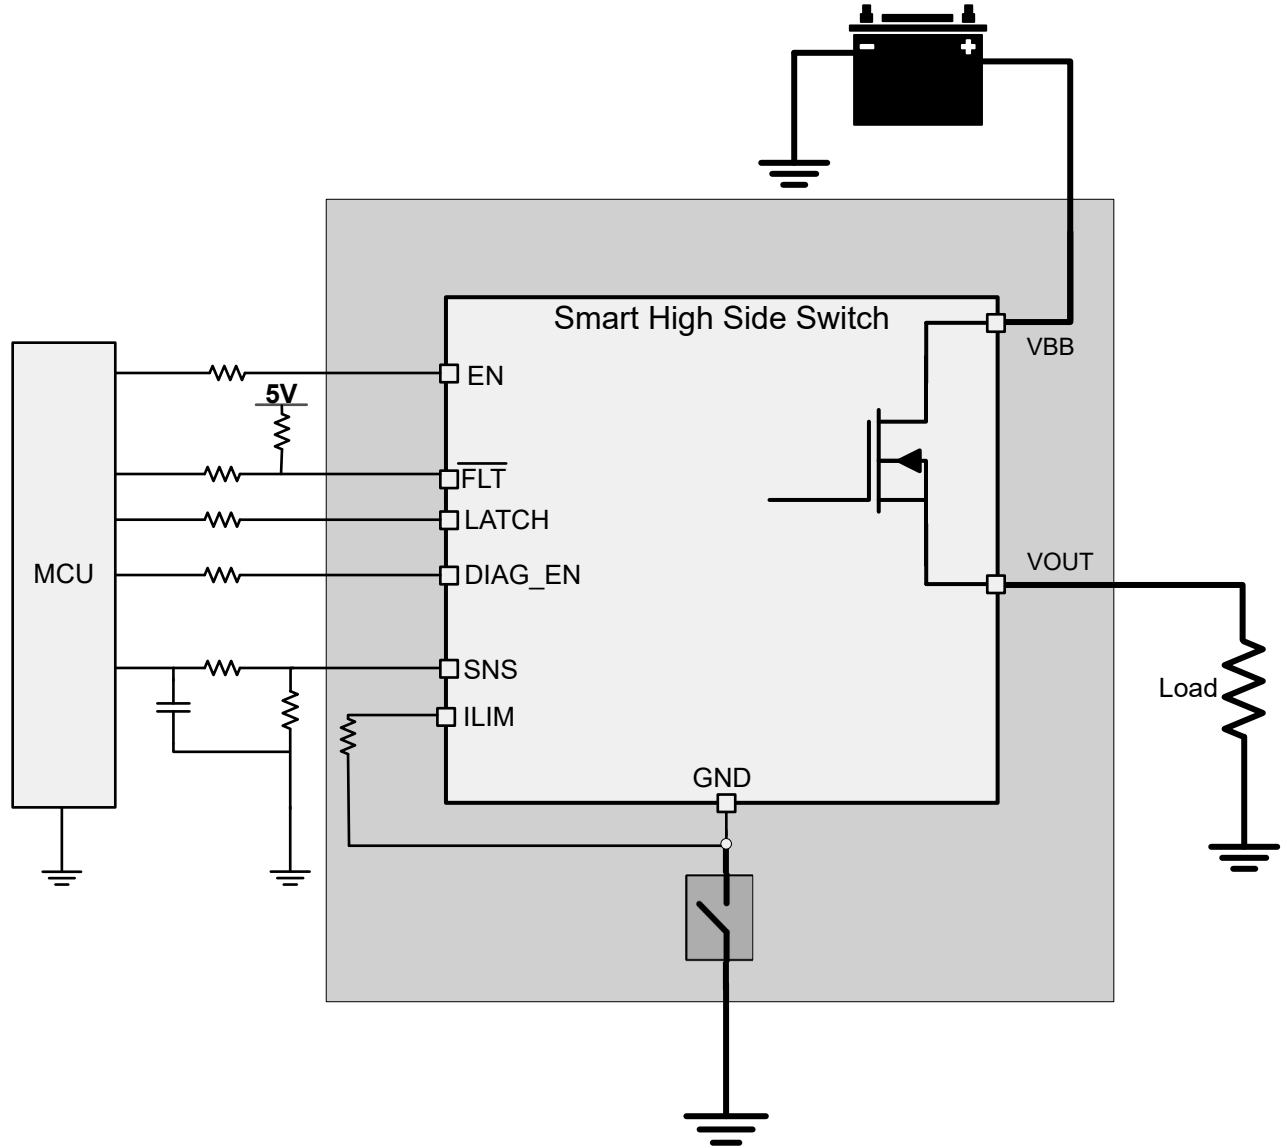 Smart High Side Switch
VBB
EN
5V
FLT
LATCH
MCU
DIAG_EN
VOUT
SNS
Load
ILIM
GND